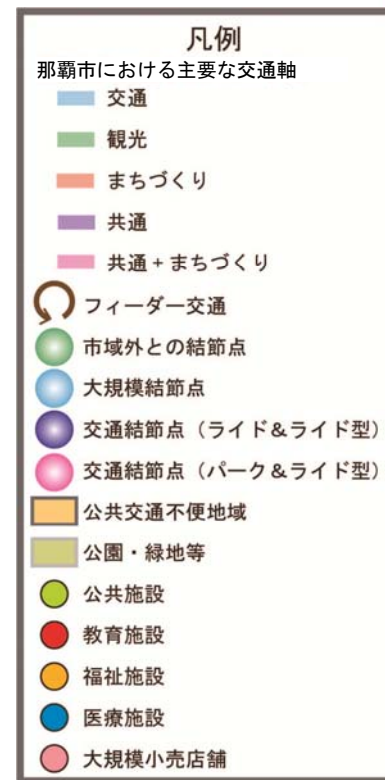 凡例
那覇市における主要な交通軸
交通
観光
まちづくり
共通
共通+まちづくり
フィーダー交通
市域外との結節点
大規模結節点
交通結節点(ライド&ライド型)
交通結節点(パーク&ライド型)
公共交通不便地域
公園・緑地等
公共施設
教育施設
福祉施設
医療施設
大規模小売店舗